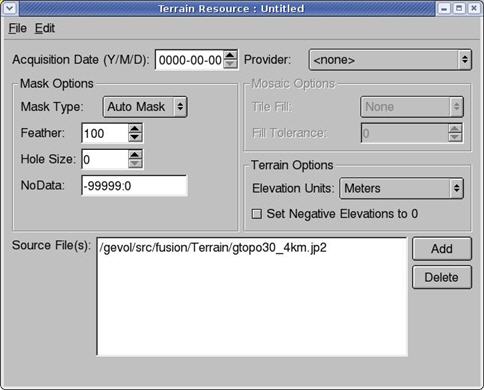 Terrain Resource : Untitled
File Edit
Acquisition Date (Y/M/D): 0000-00-00 Provider: <none>
Mask Options
Mask Type: Auto Mask
Feather: 100
Hole Size: 0
NoData: -99999:0
Mosaic Options
Tile Fill: None
Fill Tolerance: 0
Terrain Options
Elevation Units: Meters
Set Negative Elevations to 0
Source File(s): /gevol/src/fusion/Terrain/gtopo30_4km.jp2
Add
Delete